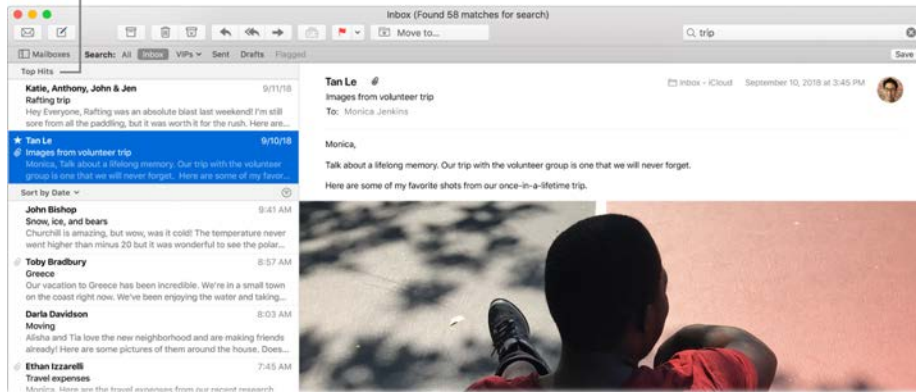 Inbox (Found 58 matches for search)
Move to...
trip
Mailboxes Search: All Inbox VIPs Sent Drafts Flagged Save
Top Hits
Katie, Anthony, John & Jen 9/11/18
Rafting trip
Hey Everyone, Rafting was an absolute blast last weekend! I'm still
sore from all the paddling, but it was worth it for the rush. Here are...
Tan Le 9/10/18
Images from volunteer trip
Monica, Talk about a lifelong memory. Our trip with the volunteer
group is one that we will never forget. Here are some of my favor...
Sort by Date
John Bishop 9:41 AM
Snow, ice, and bears
Churchill is amazing, but wow, was it cold! The temperature never
went higher than minus 20 but it was wonderful to see the polar...
Toby Bradbury 8:57 AM
Greece
Our vacation to Greece has been incredible. We're in a small town
on the coast right now. We've been enjoying the water and taking...
Darla Davidson 8:03 AM
Moving
Alisha and Tia love the new neighborhood and are making friends
already! Here are some pictures of them around the house. Does...
Ethan Izzarelli 7:45 AM
Travel expenses
Monica, Here are the travel expenses from our recent research
Tan Le
Inbox - iCloud September 10, 2018 at 3:45 PM
Images from volunteer trip
To: Monica Jenkins
Monica,
Talk about a lifelong memory. Our trip with the volunteer group is one that we will never forget.
Here are some of my favorite shots from our once-in-a-lifetime trip.